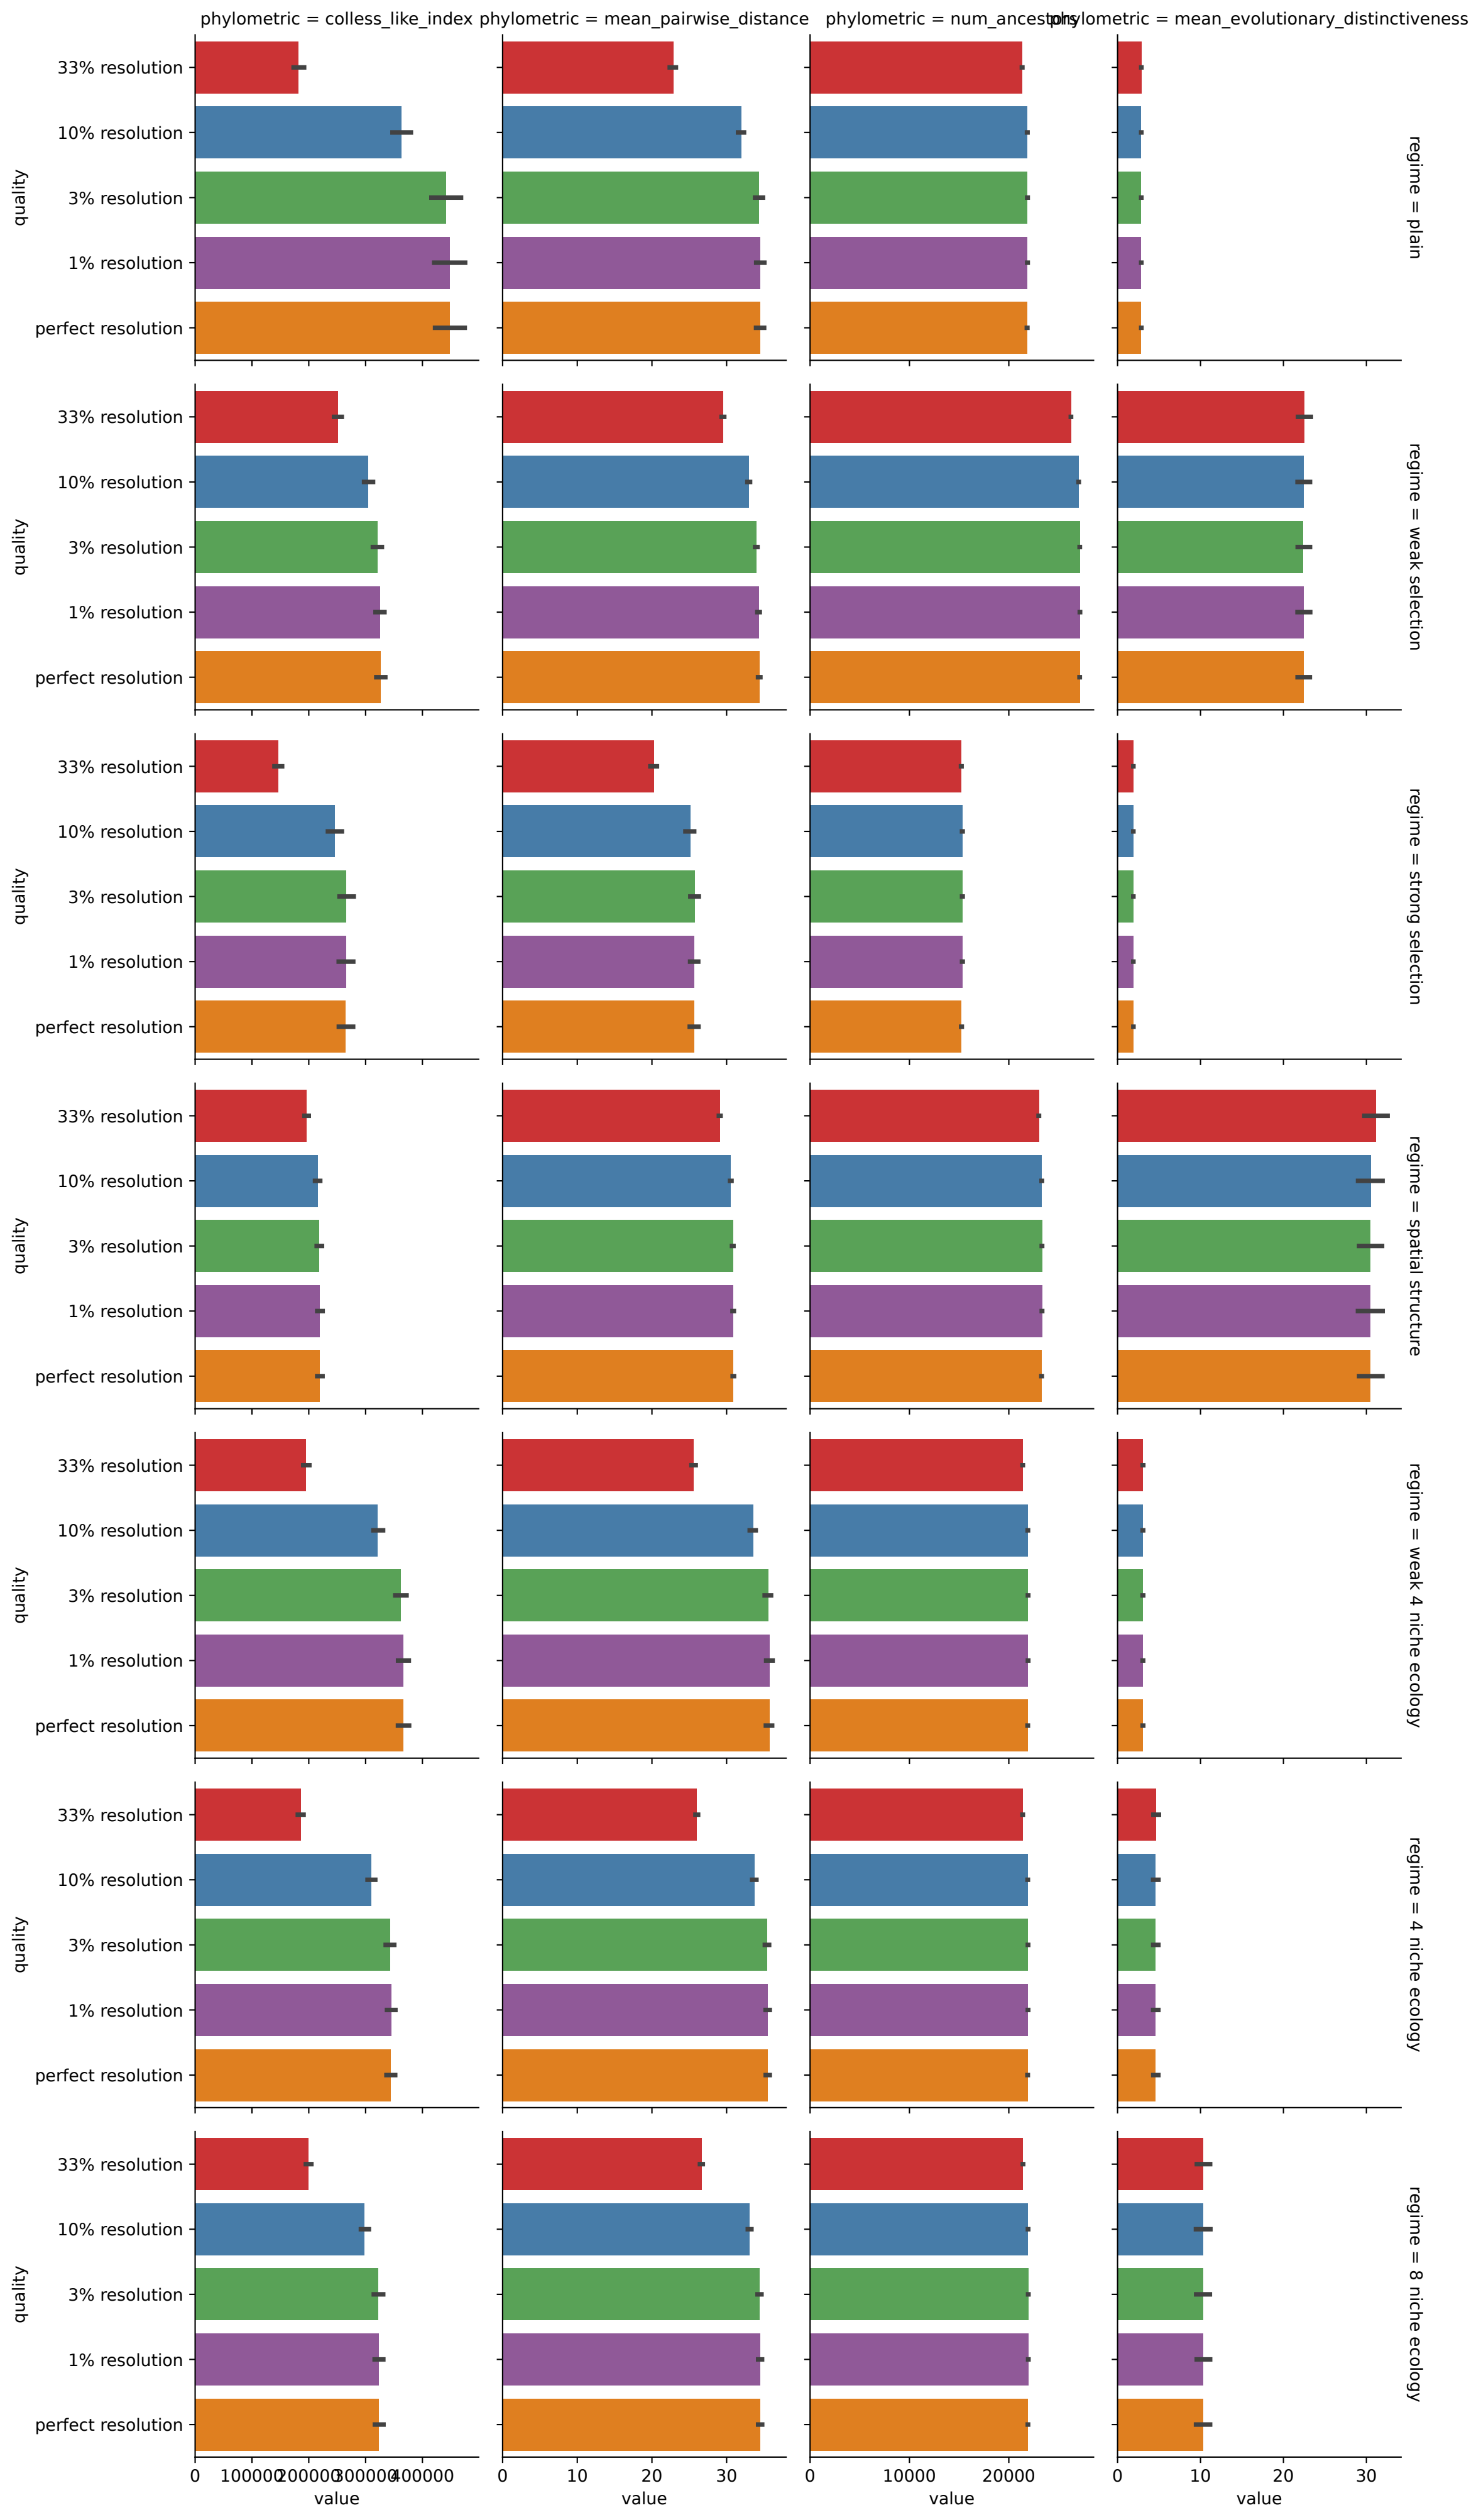 phylometric = colless_like_index
phylometric = mean_pairwise_distance
phylometric = num_ancestors
phylometric = mean_evolutionary_distinctiveness
quality
33% resolution
10% resolution
3% resolution
1% resolution
perfect resolution
regime = plain
quality
33% resolution
10% resolution
3% resolution
1% resolution
perfect resolution
regime = weak selection
quality
33% resolution
10% resolution
3% resolution
1% resolution
perfect resolution
regime = strong selection
quality
33% resolution
10% resolution
3% resolution
1% resolution
perfect resolution
regime = spatial structure
quality
33% resolution
10% resolution
3% resolution
1% resolution
perfect resolution
regime = weak 4 niche ecology
quality
33% resolution
10% resolution
3% resolution
1% resolution
perfect resolution
regime = 4 niche ecology
quality
33% resolution
10% resolution
3% resolution
1% resolution
perfect resolution
regime = 8 niche ecology
0 100000 200000 300000 400000
0 10 20 30
0 10000 20000
0 10 20 30
value
value
value
value